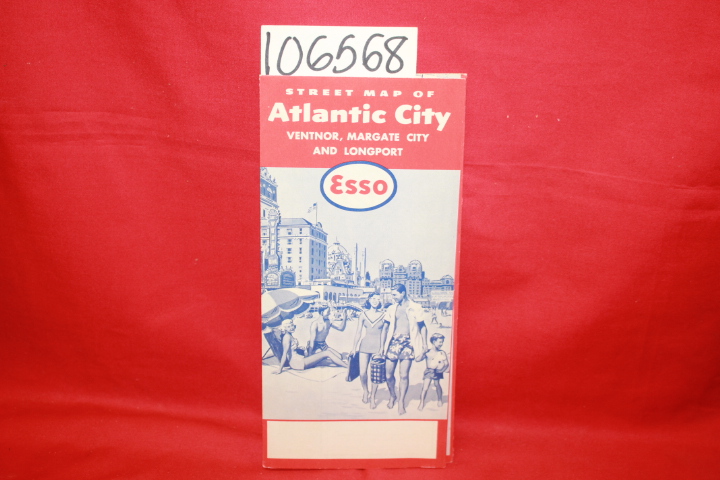 106568
STREET MAP OF
Atlantic City
VENTNOR, MARGATE CITY
AND LONGPORT
Esso